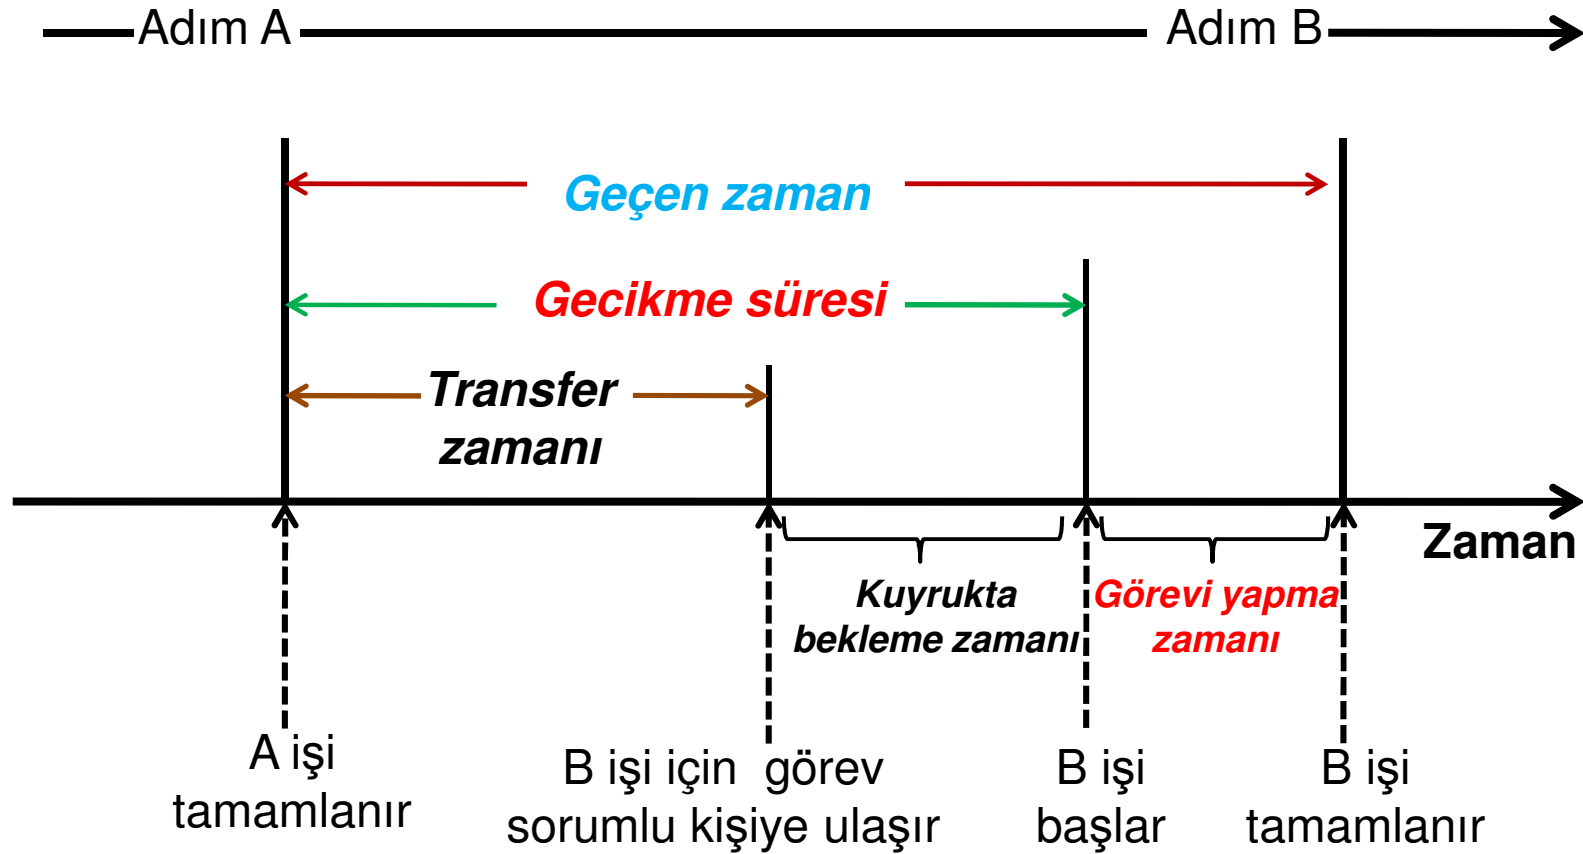 Adım A
Adım B
Geçen zaman
Gecikme süresi
Transfer
zamanı
Zaman
Kuyrukta
bekleme zamanı
Görevi yapma
zamanı
A işi
tamamlanır
B işi için görev
sorumlu kişiye ulaşır
B işi
başlar
B işi
tamamlanır